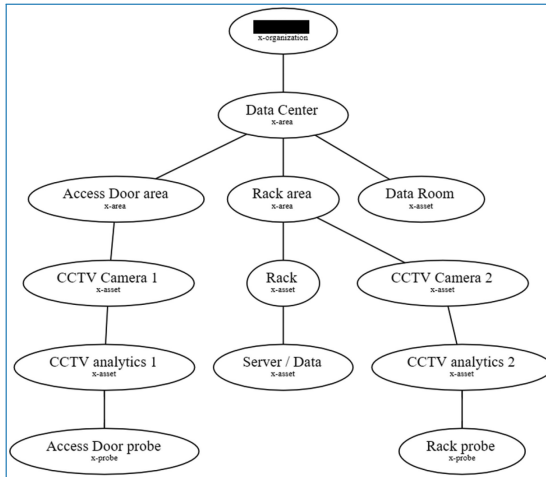 x-organization
Data Center
x-area
Access Door area
x-area
Rack area
x-area
Data Room
x-asset
CCTV Camera 1
x-asset
Rack
x-asset
CCTV Camera 2
x-asset
CCTV analytics 1
x-asset
Server / Data
x-asset
CCTV analytics 2
x-asset
Access Door probe
x-probe
Rack probe
x-probe